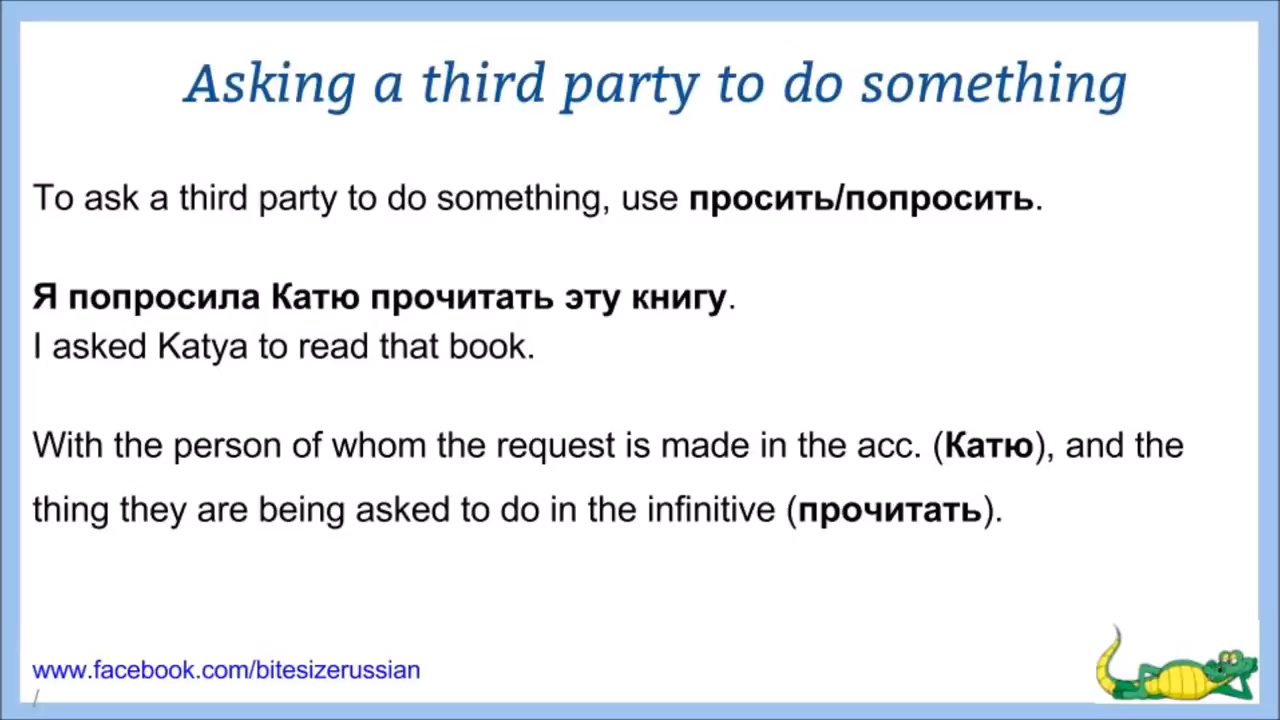 Asking a third party to do something
To ask a third party to do something, use просить/попросить.
Я попросила Катю прочитать эту книгу.
I asked Katya to read that book.
With the person of whom the request is made in the acc. (Катю), and the
thing they are being asked to do in the infinitive (прочитать).
www.facebook.com/bitesizerussian
/